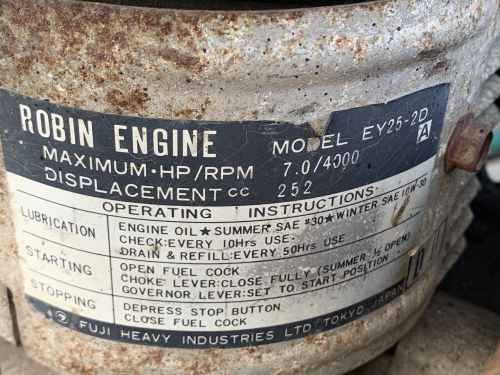 ROBIN ENGINE MODEL EY25-2D
A
MAXIMUM·HP/RPM 7.0/4000
DISPLACEMENT CC 252
OPERATING INSTRUCTIONS:
LUBRICATION ENGINE OIL★SUMMER SAE #30★WINTER SAE 10W-30
CHECK:EVERY 10Hrs USE
DRAIN & REFILL:EVERY 50Hrs USE
STARTING OPEN FUEL COCK
CHOKE LEVER:CLOSE FULLY (SUMMER ½ OPEN)
GOVERNOR LEVER:SET TO START POSITION
STOPPING DEPRESS STOP BUTTON
CLOSE FUEL COCK
FUJI HEAVY INDUSTRIES LTD. TOKYO JAPAN